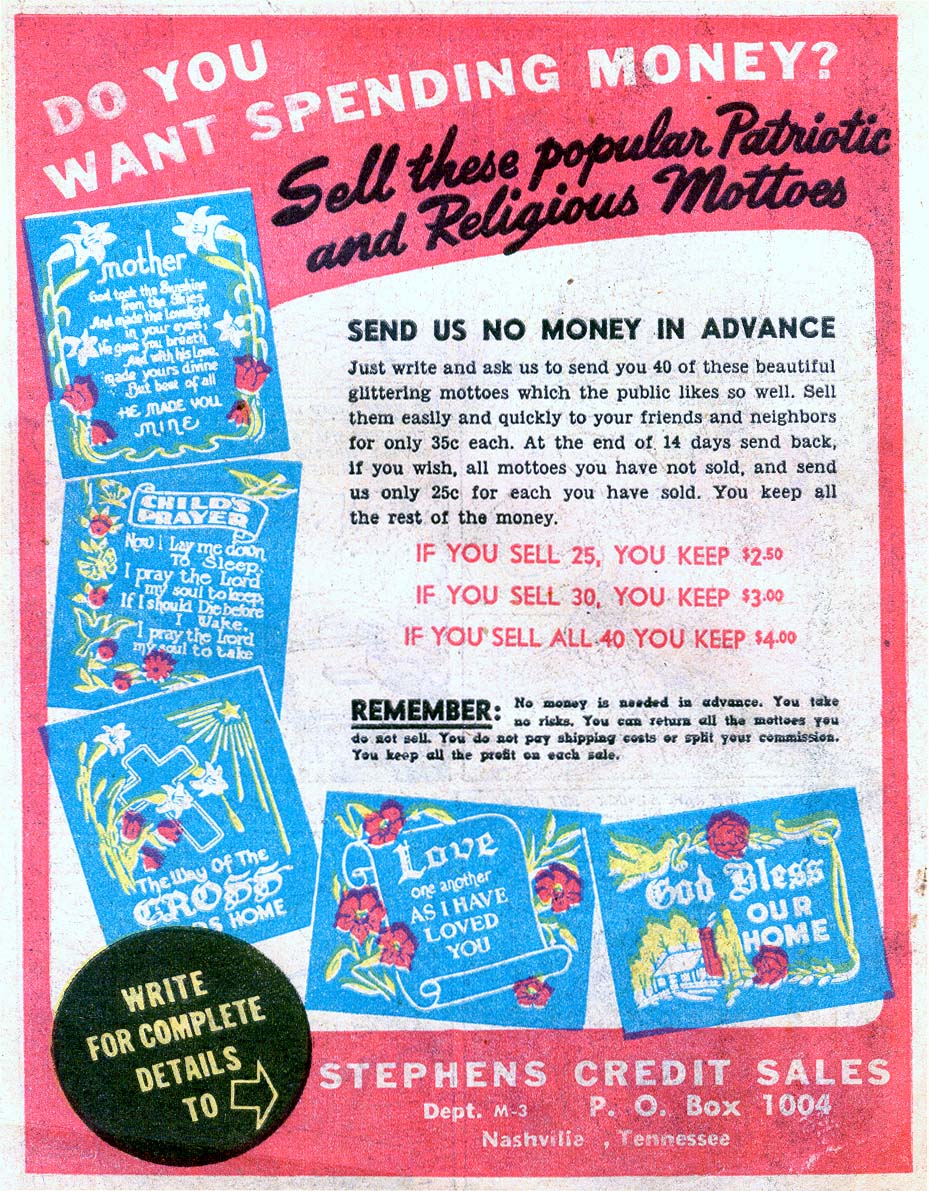 DO YOU
WANT SPENDING MONEY?
Sell these popular Patriotic
and Religious Mottoes
mother
God took the Sunshine
from the Skies
And made the Lovelight
in your eyes,
He gave you breath
And with his Love,
made yours divine
But best of all
HE MADE YOU
MINE
CHILD'S
PRAYER
Now i Lay me down
To Sleep,
I pray the Lord
my soul to keep,
If I should Die before
I Wake,
I pray the Lord
my soul to take
The Way Of The
CROSS
DS HOME
SEND US NO MONEY IN ADVANCE
Just write and ask us to send you 40 of these beautiful
glittering mottoes which the public likes so well. Sell
them easily and quickly to your friends and neighbors
for only 35c each. At the end of 14 days send back,
if you wish, all mottoes you have not sold, and send
us only 25c for each you have sold. You keep all
the rest of the money.
IF YOU SELL 25, YOU KEEP $2.50
IF YOU SELL 30, YOU KEEP $3.00
IF YOU SELL ALL 40 YOU KEEP $4.00
REMEMBER: No money is needed in advance. You take
no risks. You can return all the mottoes you
do not sell. You do not pay shipping costs or split your commission.
You keep all the profit on each sale.
Love
one another
AS I HAVE
LOVED
YOU
God Bless
OUR
HOME
WRITE
FOR COMPLETE
DETAILS
TO
STEPHENS CREDIT SALES
Dept. M-3 P. O. Box 1004
Nashville , Tennessee